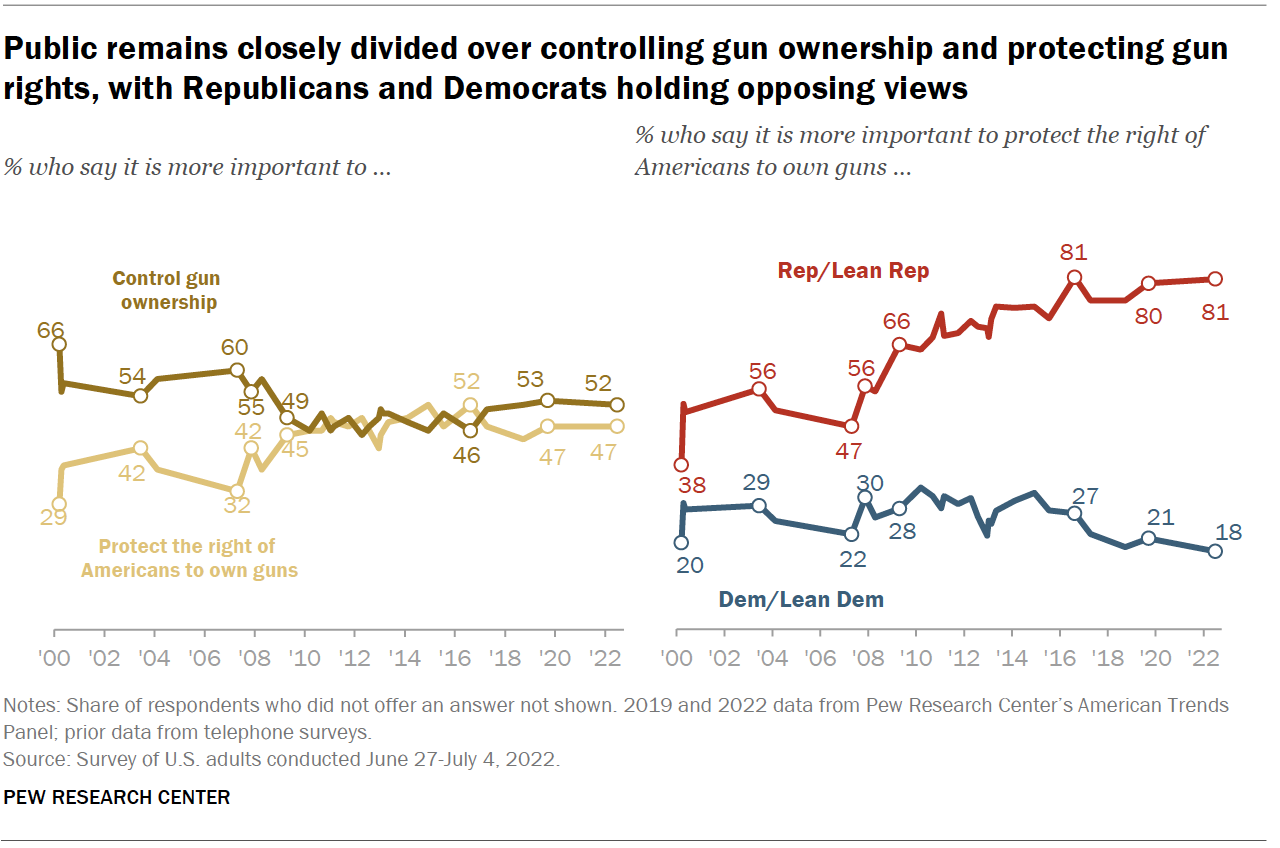 Public remains closely divided over controlling gun ownership and protecting gun
rights, with Republicans and Democrats holding opposing views
% who say it is more important to ...
Control gun
ownership
66
54
60
55
49
52
53
52
46
29
42
32
42
45
47
47
Protect the right of
Americans to own guns
'00 '02 '04 '06 '08 '10 '12 '14 '16 '18 '20 '22
% who say it is more important to protect the right of
Americans to own guns ...
Rep/Lean Rep
38
56
47
56
66
81
80
81
20
29
22
30
28
27
21
18
Dem/Lean Dem
'00 '02 '04 '06 '08 '10 '12 '14 '16 '18 '20 '22
Notes: Share of respondents who did not offer an answer not shown. 2019 and 2022 data from Pew Research Center's American Trends
Panel; prior data from telephone surveys.
Source: Survey of U.S. adults conducted June 27-July 4, 2022.
PEW RESEARCH CENTER